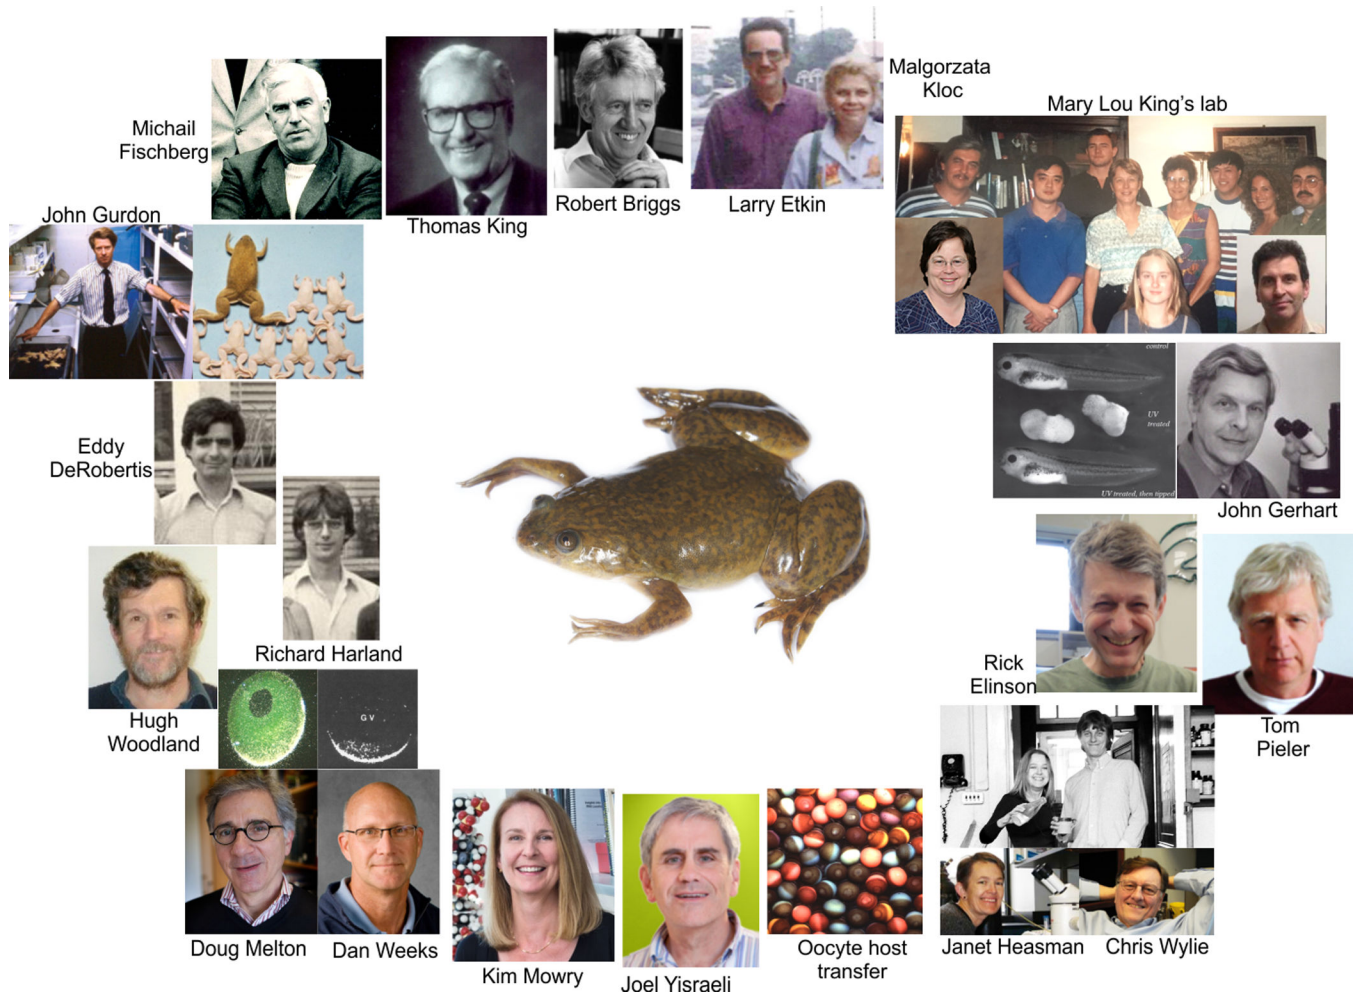 Malgorzata
Kloc
Mary Lou King's lab
Michail
Fischberg
Robert Briggs
Larry Etkin
John Gurdon
Thomas King
control
UV
treated
UV treated, then tipped
Eddy
DeRobertis
John Gerhart
Richard Harland
Rick
Elinson
Hugh
Woodland
G V
Tom
Pieler
Doug Melton
Dan Weeks
Kim Mowry
Joel Yisraeli
Oocyte host
transfer
Janet Heasman
Chris Wylie